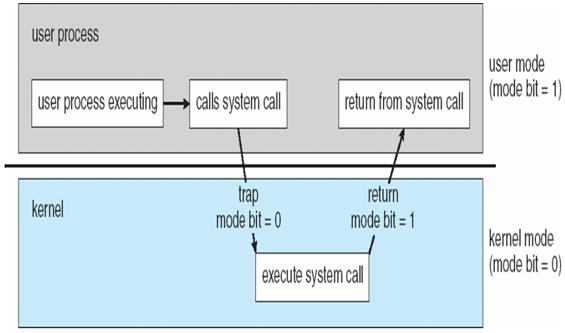 user process
user process executing
calls system call
return from system call
user mode
(mode bit = 1)
trap
mode bit = 0
return
mode bit = 1
kernel
execute system call
kernel mode
(mode bit = 0)